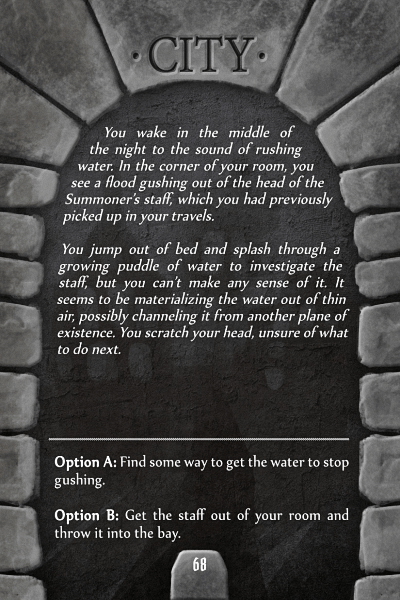 · CITY ·
You wake in the middle of
the night to the sound of rushing
water. In the corner of your room, you
see a flood gushing out of the head of the
Summoner's staff, which you had previously
picked up in your travels.
You jump out of bed and splash through a
growing puddle of water to investigate the
staff, but you can't make any sense of it. It
seems to be materializing the water out of thin
air, possibly channeling it from another plane of
existence. You scratch your head, unsure of what
to do next.
Option A: Find some way to get the water to stop
gushing.
Option B: Get the staff out of your room and
throw it into the bay.
68